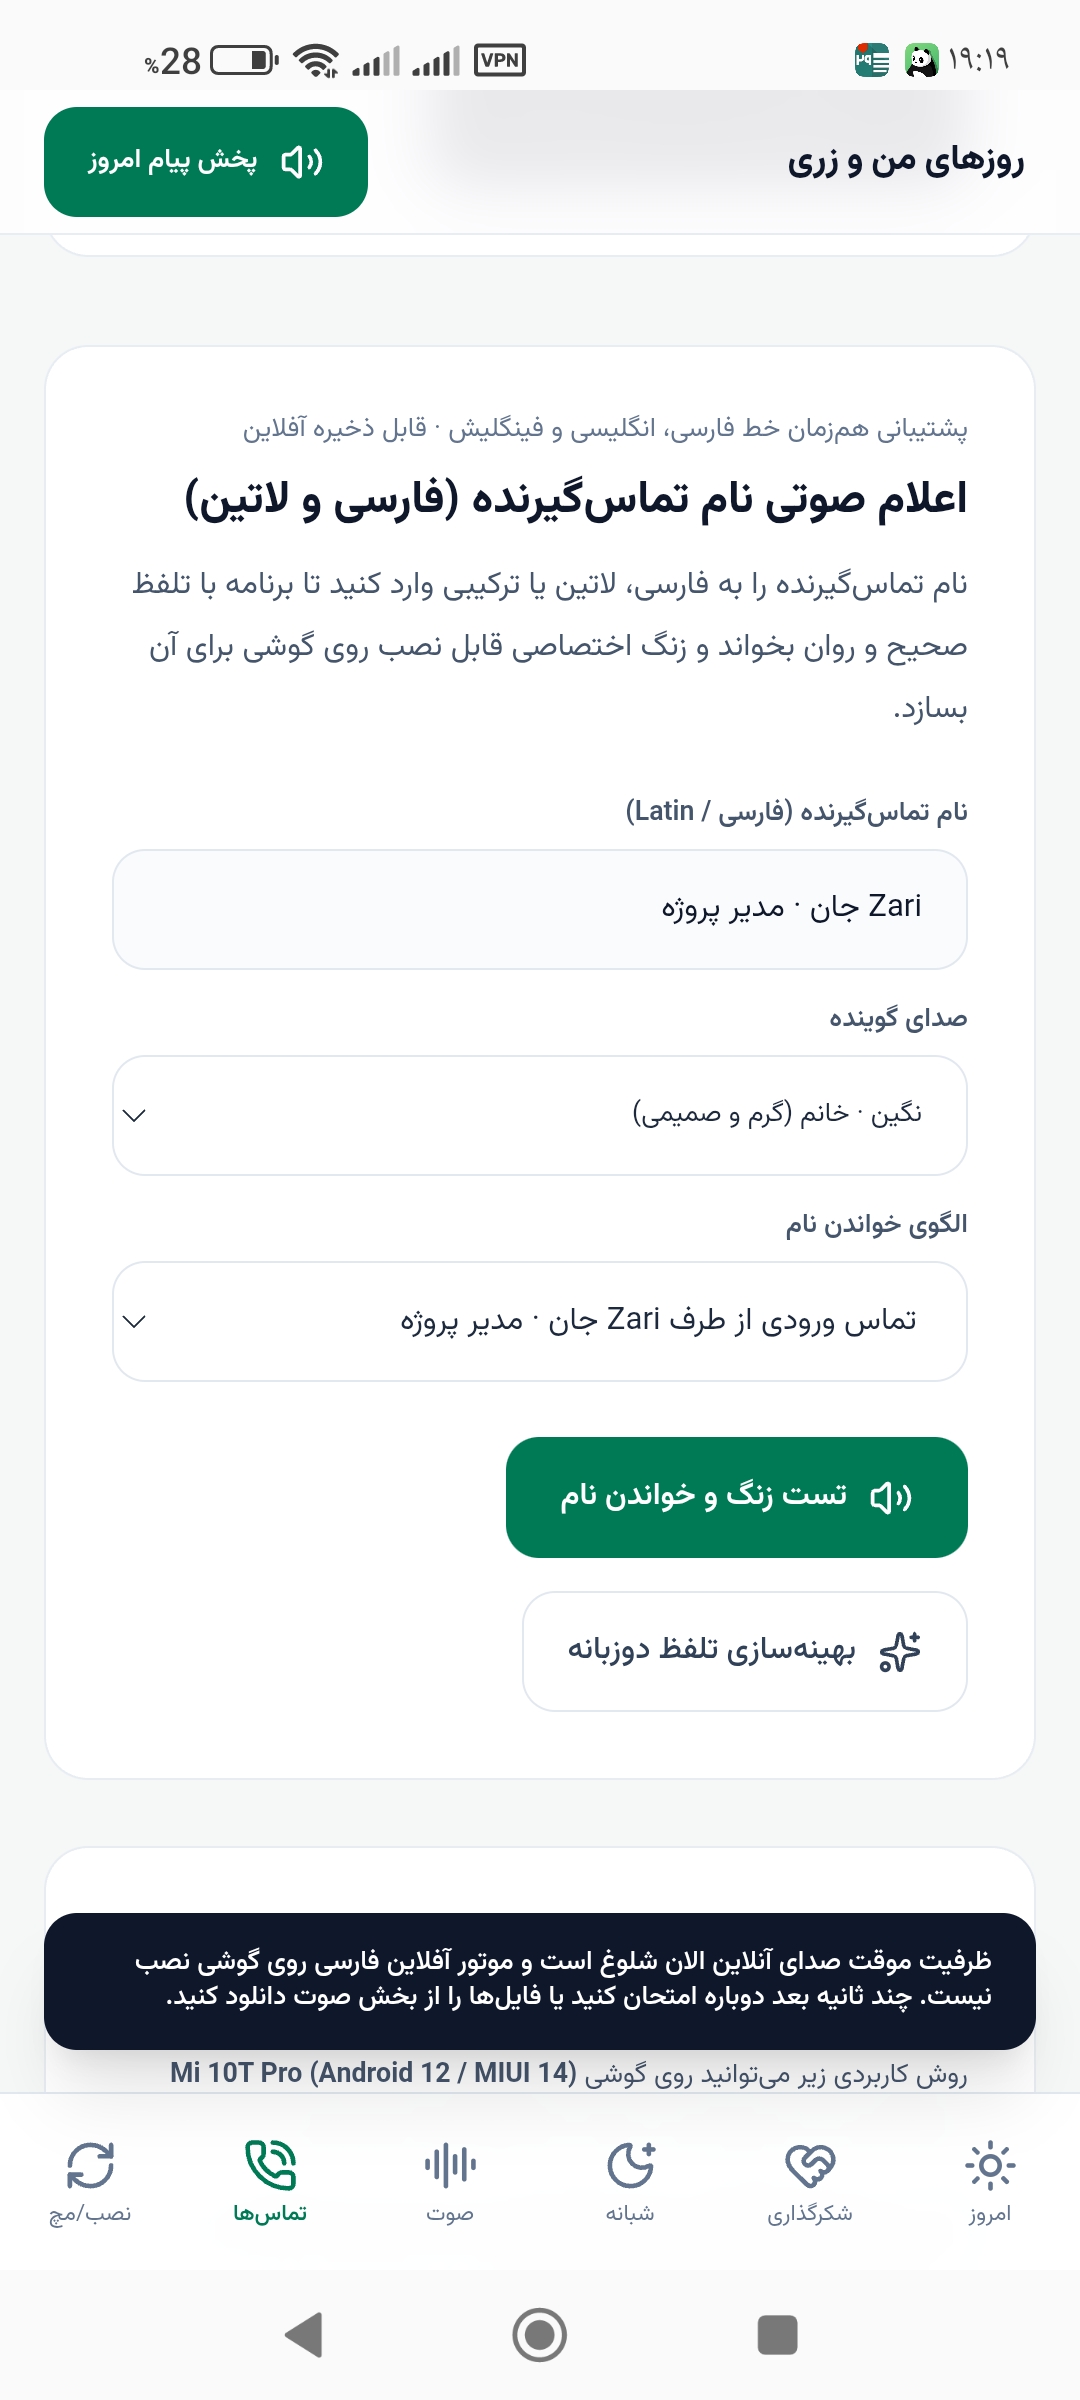 ۱۹:۱۹
VPN
28%
روزهای من و زری
پخش پیام امروز
پشتیبانی هم‌زمان خط فارسی، انگلیسی و فینگلیش · قابل ذخیره آفلاین
اعلام صوتی نام تماس‌گیرنده (فارسی و لاتین)
نام تماس‌گیرنده را به فارسی، لاتین یا ترکیبی وارد کنید تا برنامه با تلفظ
صحیح و روان بخواند و زنگ اختصاصی قابل نصب روی گوشی برای آن
بسازد.
نام تماس‌گیرنده (فارسی / Latin)
Zari جان · مدیر پروژه
صدای گوینده
نگین · خانم (گرم و صمیمی)
الگوی خواندن نام
تماس ورودی از طرف Zari جان · مدیر پروژه
تست زنگ و خواندن نام
بهینه‌سازی تلفظ دوزبانه
ظرفیت موقت صدای آنلاین الان شلوغ است و موتور آفلاین فارسی روی گوشی نصب
نیست. چند ثانیه بعد دوباره امتحان کنید یا فایل‌ها را از بخش صوت دانلود کنید.
روش کاربردی زیر می‌توانید روی گوشی Mi 10T Pro (Android 12 / MIUI 14)
امروز
شکرگذاری
شبانه
صوت
تماس‌ها
نصب/مچ